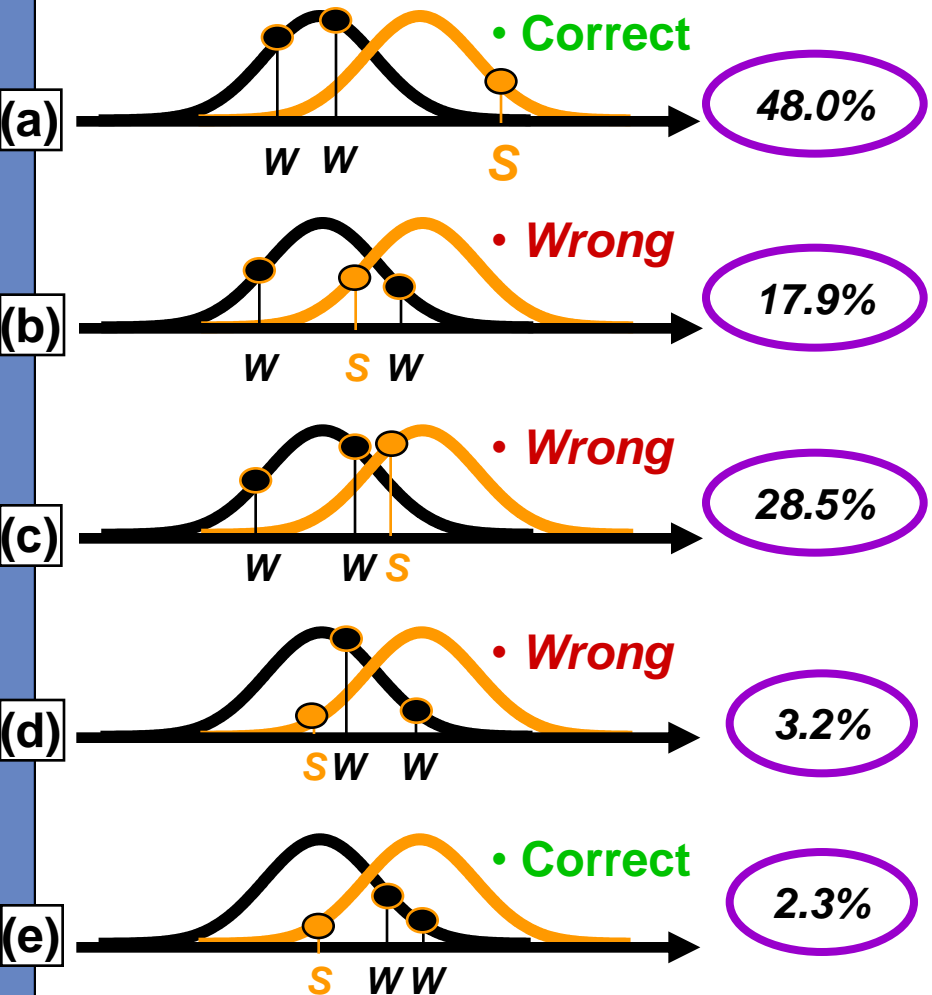 • Correct
(a)
48.0%
W W S
• Wrong
(b)
17.9%
W S W
• Wrong
(c)
28.5%
W W S
• Wrong
(d)
3.2%
S W W
• Correct
(e)
2.3%
S W W